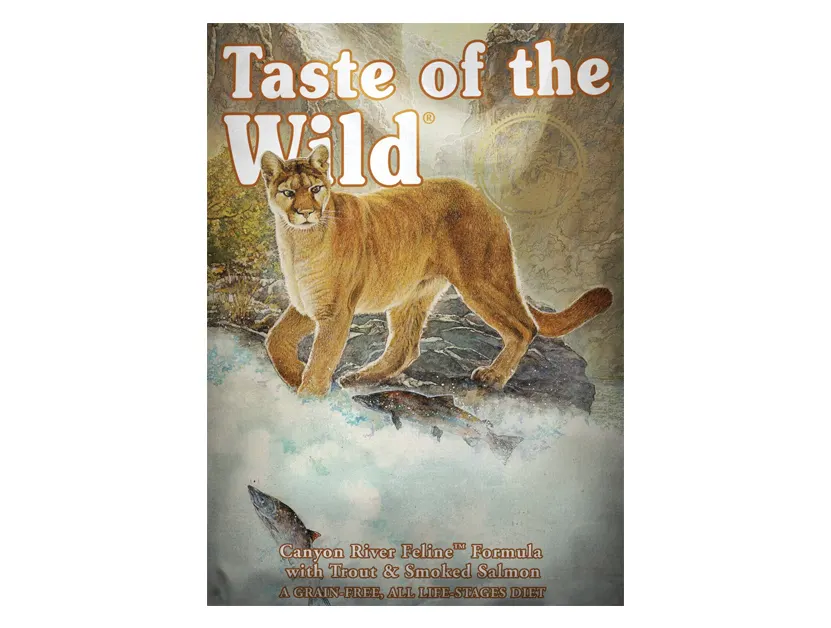 Taste of the
Wild®
Canyon River Feline™ Formula
with Trout & Smoked Salmon
A GRAIN-FREE, ALL LIFE-STAGES DIET